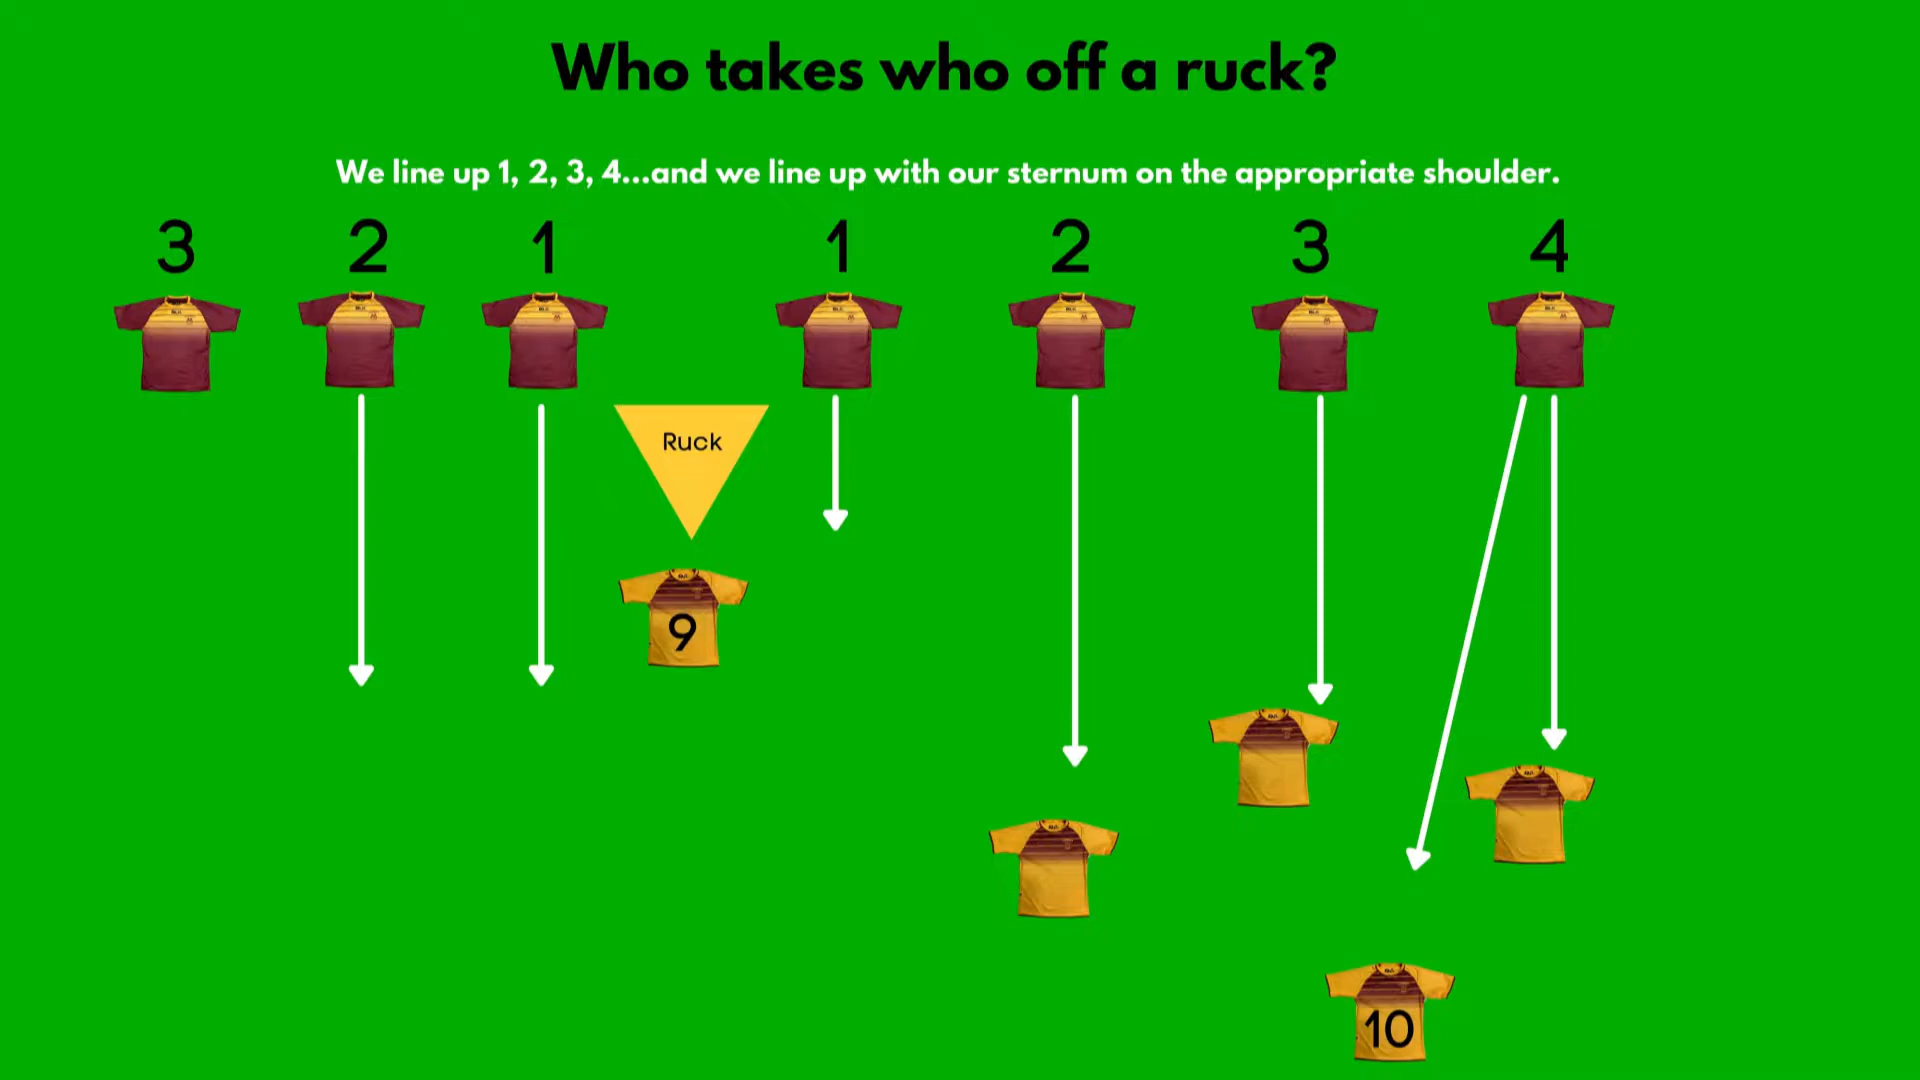 Who takes who off a ruck?
We line up 1, 2, 3, 4...and we line up with our sternum on the appropriate shoulder.
3 2 1 1 2 3 4
Ruck
9
10